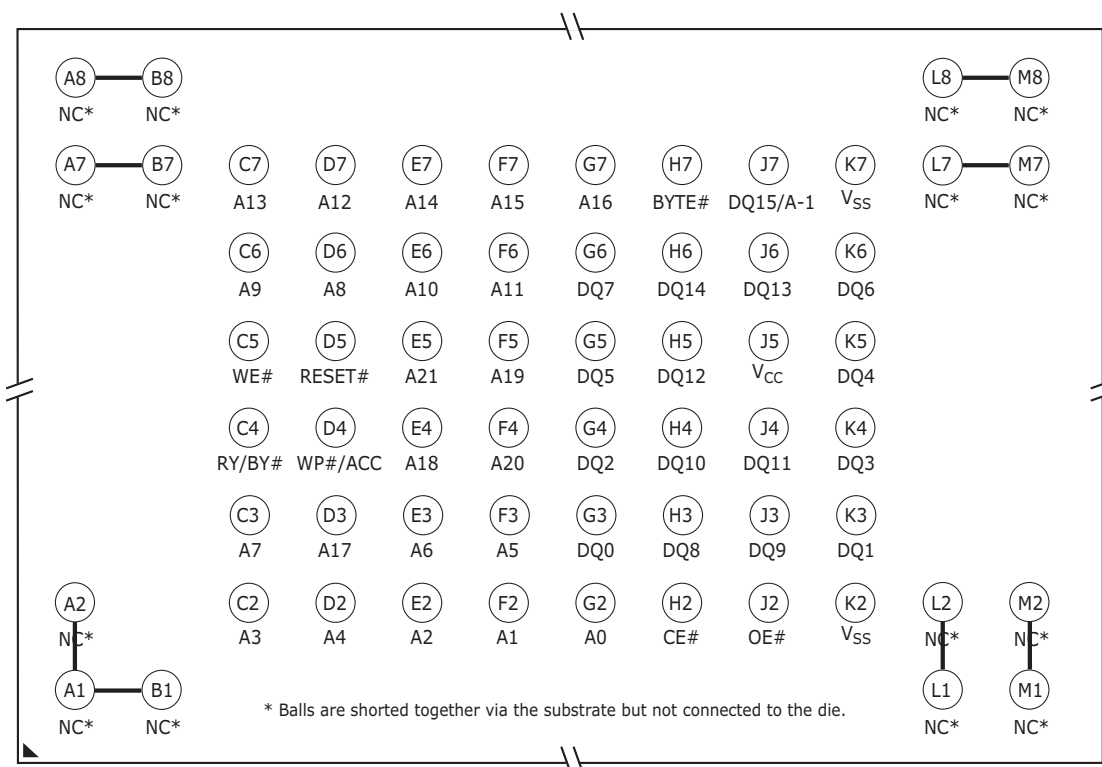 A8 B8 L8 M8
NC* NC* NC* NC*
A7 B7 C7 D7 E7 F7 G7 H7 J7 K7 L7 M7
NC* NC* A13 A12 A14 A15 A16 BYTE# DQ15/A-1 VSS NC* NC*
C6 D6 E6 F6 G6 H6 J6 K6
A9 A8 A10 A11 DQ7 DQ14 DQ13 DQ6
C5 D5 E5 F5 G5 H5 J5 K5
WE# RESET# A21 A19 DQ5 DQ12 VCC DQ4
C4 D4 E4 F4 G4 H4 J4 K4
RY/BY# WP#/ACC A18 A20 DQ2 DQ10 DQ11 DQ3
C3 D3 E3 F3 G3 H3 J3 K3
A7 A17 A6 A5 DQ0 DQ8 DQ9 DQ1
A2 C2 D2 E2 F2 G2 H2 J2 K2 L2 M2
NC* A3 A4 A2 A1 A0 CE# OE# VSS NC* NC*
A1 B1 L1 M1
NC* NC* NC* NC*
* Balls are shorted together via the substrate but not connected to the die.